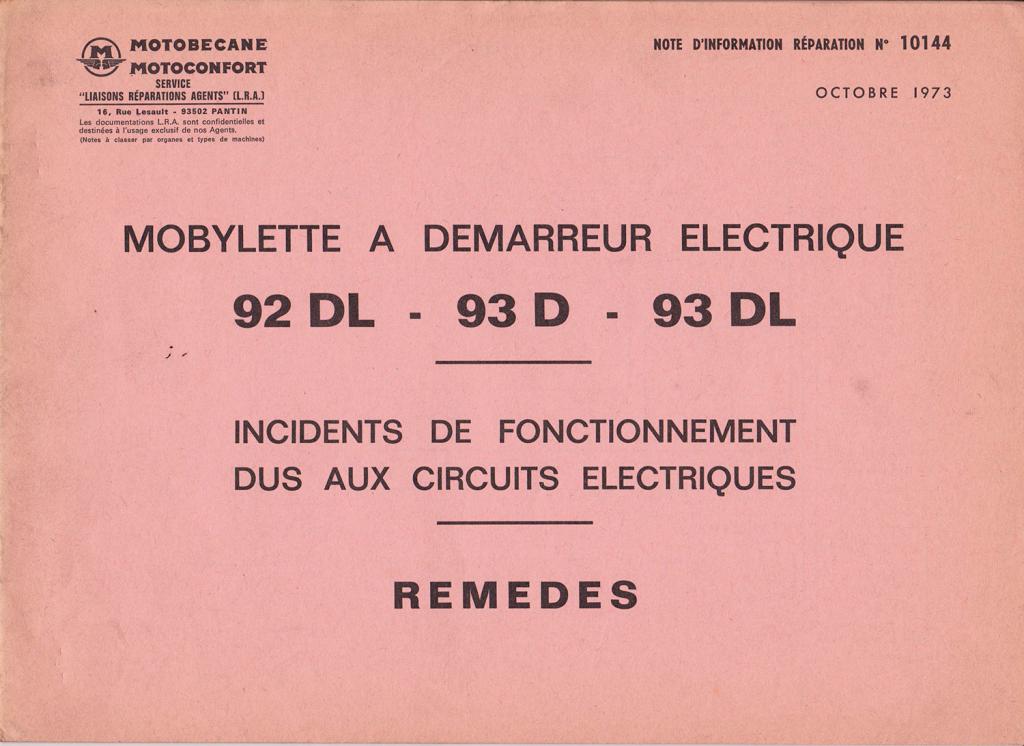 M
MOTOBECANE
MOTOCONFORT
SERVICE
"LIAISONS RÉPARATIONS AGENTS" (L.R.A.)
16, Rue Lesault - 93502 PANTIN
Les documentations L.R.A. sont confidentielles et
destinées à l'usage exclusif de nos Agents.
(Notes à classer par organes et types de machines)
NOTE D'INFORMATION RÉPARATION N° 10144
OCTOBRE 1973
MOBYLETTE A DEMARREUR ELECTRIQUE
92 DL - 93 D - 93 DL
INCIDENTS DE FONCTIONNEMENT
DUS AUX CIRCUITS ELECTRIQUES
REMEDES